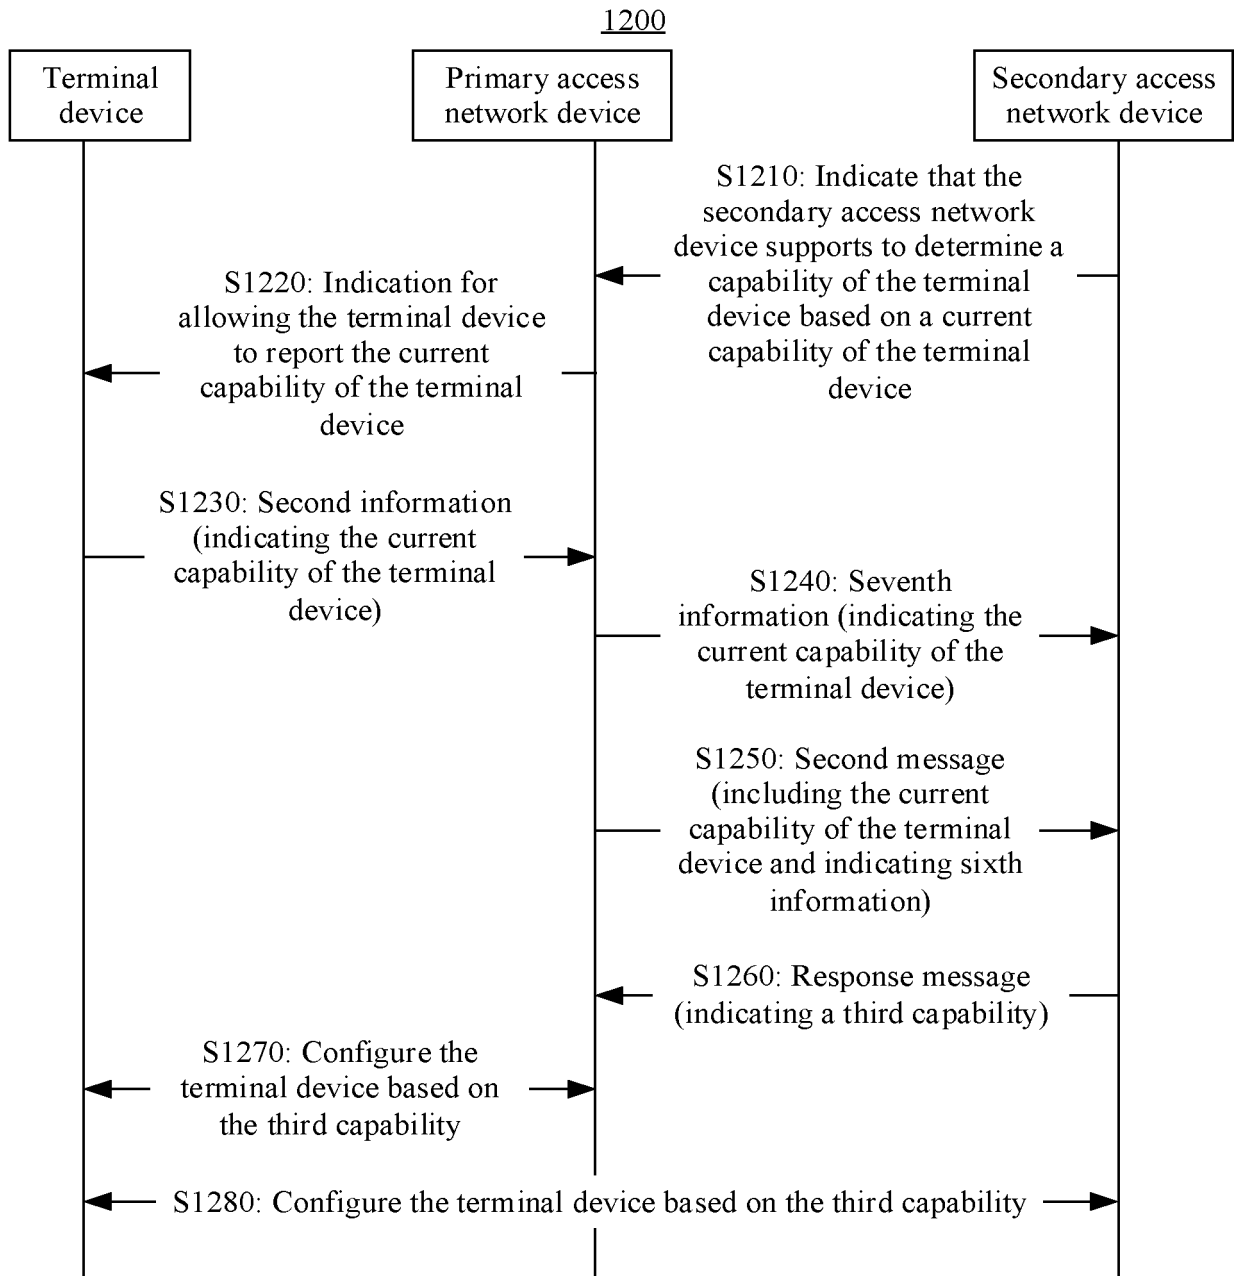 1200
Terminal
device
Primary access
network device
Secondary access
network device
S1210: Indicate that the
secondary access network
device supports to determine a
capability of the terminal
device based on a current
capability of the terminal
device
S1220: Indication for
allowing the terminal device
to report the current
capability of the terminal
device
S1230: Second information
(indicating the current
capability of the terminal
device)
S1240: Seventh
information (indicating the
current capability of the
terminal device)
S1250: Second message
(including the current
capability of the terminal
device and indicating sixth
information)
S1260: Response message
(indicating a third capability)
S1270: Configure the
terminal device based on
the third capability
S1280: Configure the terminal device based on the third capability